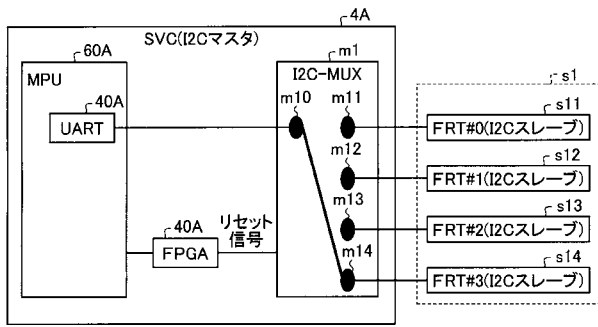 4A
SVC(I2Cマスタ)
60A
m1
MPU
I2C-MUX
s1
40A
m10
m11
s11
UART
FRT#0(I2Cスレーブ)
m12
s12
FRT#1(I2Cスレーブ)
m13
s13
40A
リセット
信号
FRT#2(I2Cスレーブ)
FPGA
m14
s14
FRT#3(I2Cスレーブ)